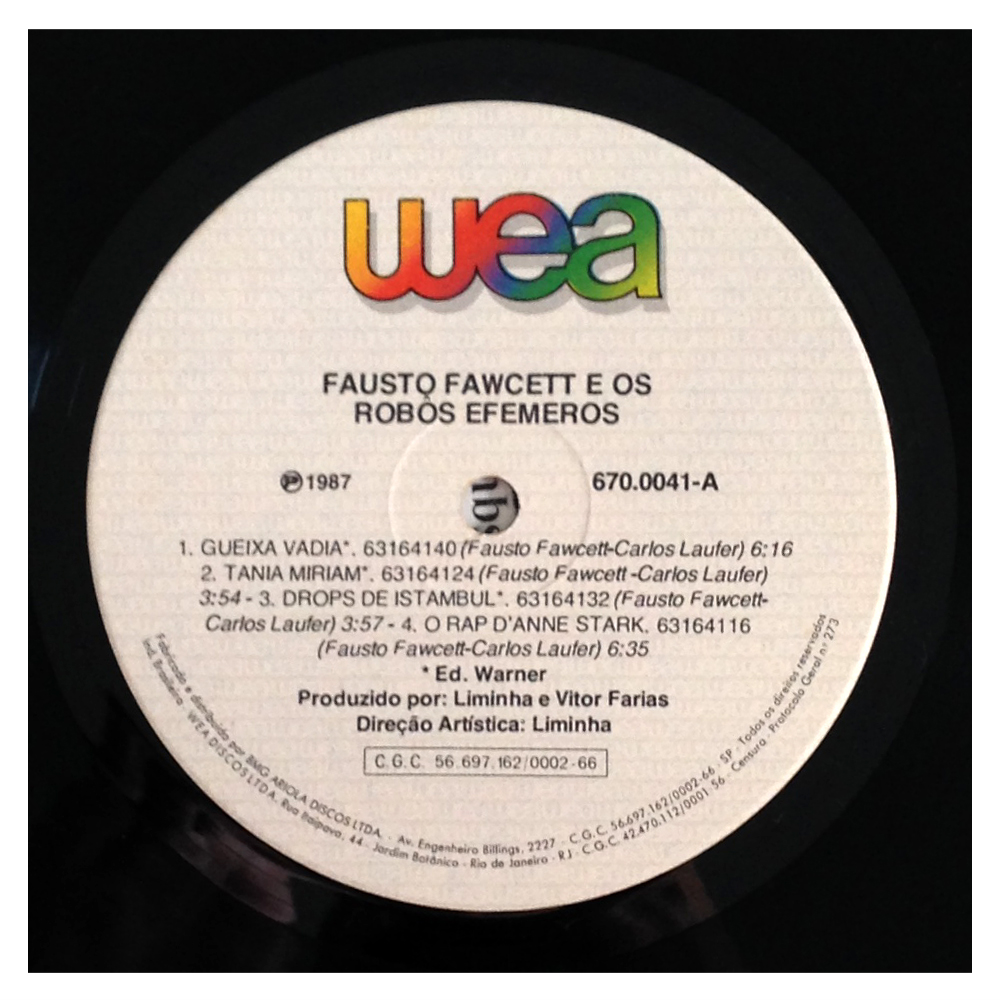 wea
FAUSTO FAWCETT E OS
ROBÔS EFEMEROS
℗ 1987
670.0041-A
1. GUEIXA VADIA*. 63164140 (Fausto Fawcett-Carlos Laufer) 6:16
2. TANIA MIRIAM*. 63164124 (Fausto Fawcett-Carlos Laufer)
3:54 - 3. DROPS DE ISTAMBUL*. 63164132 (Fausto Fawcett-
Carlos Laufer) 3:57 - 4. O RAP D'ANNE STARK. 63164116
(Fausto Fawcett-Carlos Laufer) 6:35
* Ed. Warner
Produzido por: Liminha e Vitor Farias
Direção Artística: Liminha
C.G.C. 56.697.162/0002-66
Fabricado e distribuído por BMG ARIOLA DISCOS LTDA. - Av. Engenheiro Billings, 2227 - C.G.C. 56.697.162/0002-66 - SP - Todos os direitos reservados
Ind. Brasileira - WEA DISCOS LTDA. Rua Itaipava, 44 - Jardim Botânico - Rio de Janeiro - RJ - C.G.C. 42.470.112/0001-56 - Censura - Protocolo Geral n.º 273